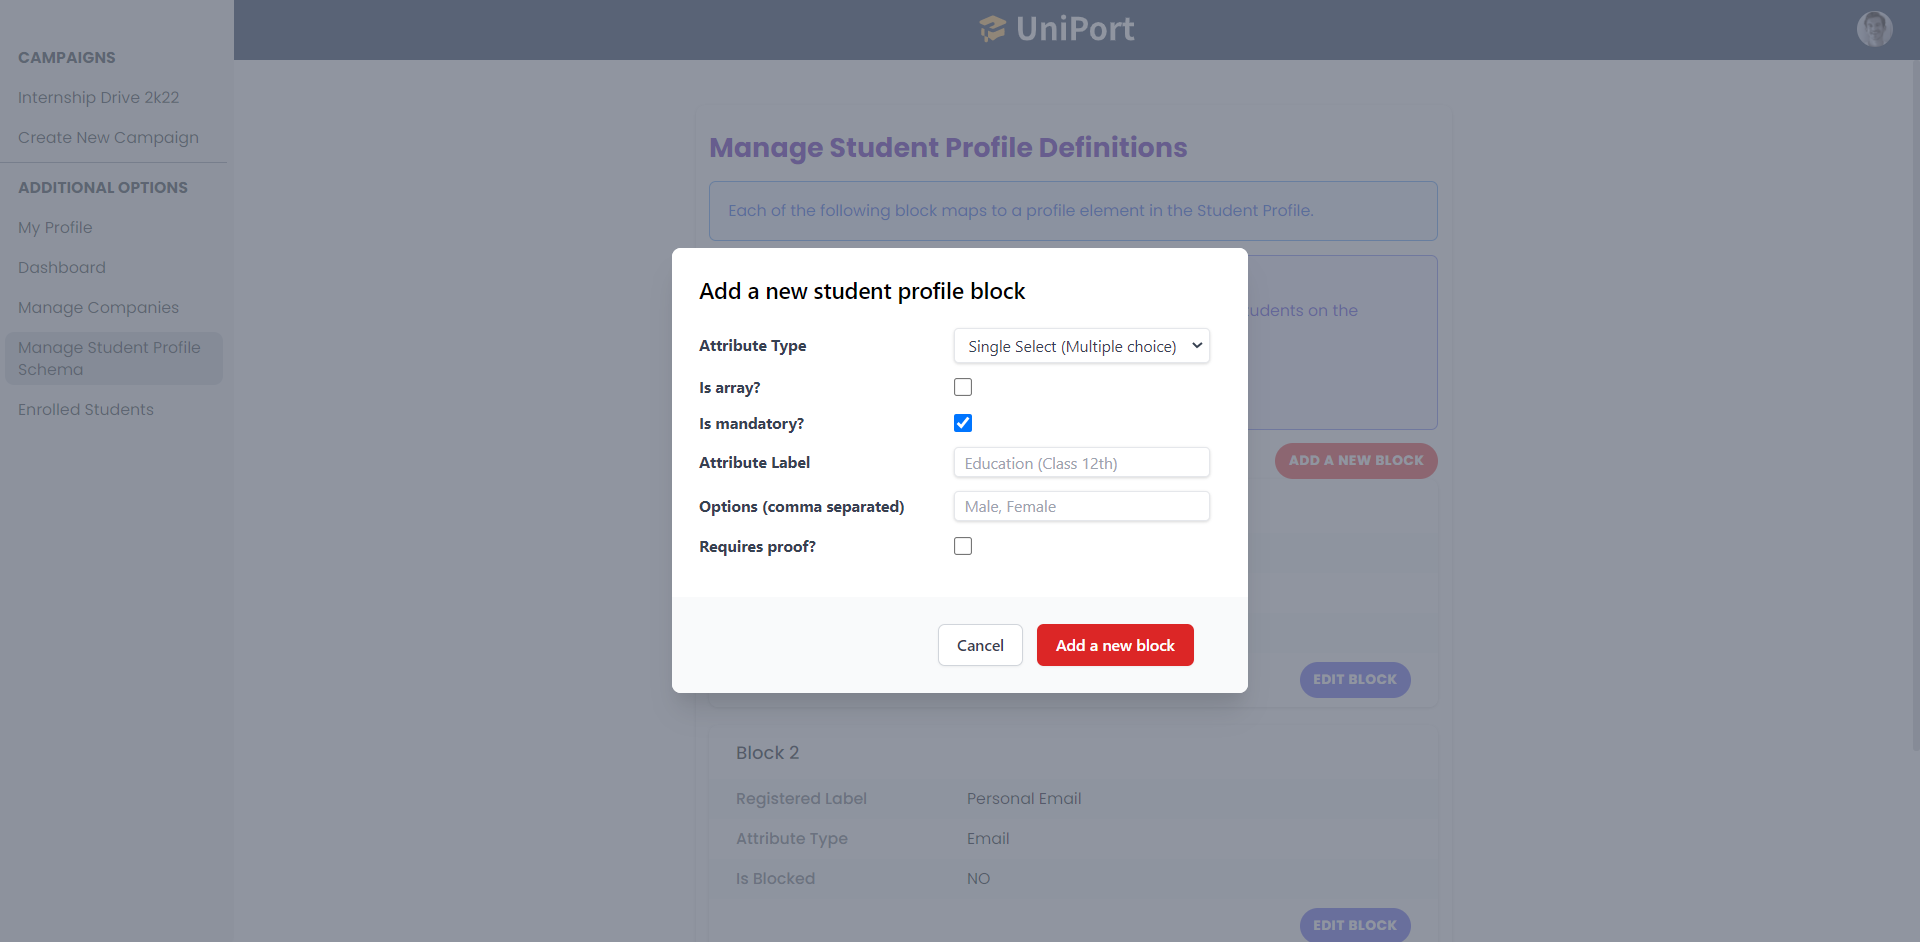 UniPort
CAMPAIGNS
Internship Drive 2k22
Create New Campaign
ADDITIONAL OPTIONS
My Profile
Dashboard
Manage Companies
Manage Student Profile
Schema
Enrolled Students
Manage Student Profile Definitions
Each of the following block maps to a profile element in the Student Profile.
udents on the
ADD A NEW BLOCK
Add a new student profile block
Attribute Type
Single Select (Multiple choice)
Is array?
Is mandatory?
Attribute Label
Education (Class 12th)
Options (comma separated)
Male, Female
Requires proof?
Cancel
Add a new block
EDIT BLOCK
Block 2
Registered Label
Personal Email
Attribute Type
Email
Is Blocked
NO
EDIT BLOCK